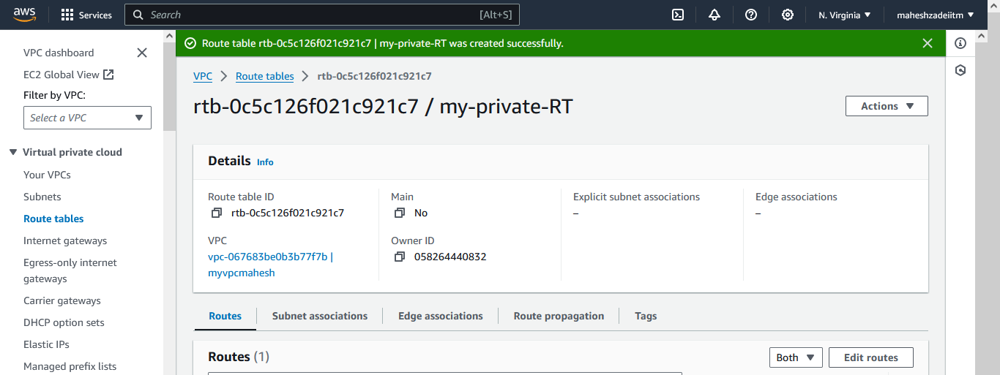 aws
Services
Search
[Alt+S]
N. Virginia
maheshzadeiitm
VPC dashboard
EC2 Global View
Filter by VPC:
Select a VPC
Virtual private cloud
Your VPCs
Subnets
Route tables
Internet gateways
Egress-only internet
gateways
Carrier gateways
DHCP option sets
Elastic IPs
Managed prefix lists
Route table rtb-0c5c126f021c921c7 | my-private-RT was created successfully.
VPC
Route tables
rtb-0c5c126f021c921c7
rtb-0c5c126f021c921c7 / my-private-RT
Actions
Details Info
Route table ID
rtb-0c5c126f021c921c7
Main
No
Explicit subnet associations
–
Edge associations
–
VPC
vpc-067683be0b3b77f7b |
myvpcmahesh
Owner ID
058264440832
Routes
Subnet associations
Edge associations
Route propagation
Tags
Routes (1)
Both
Edit routes